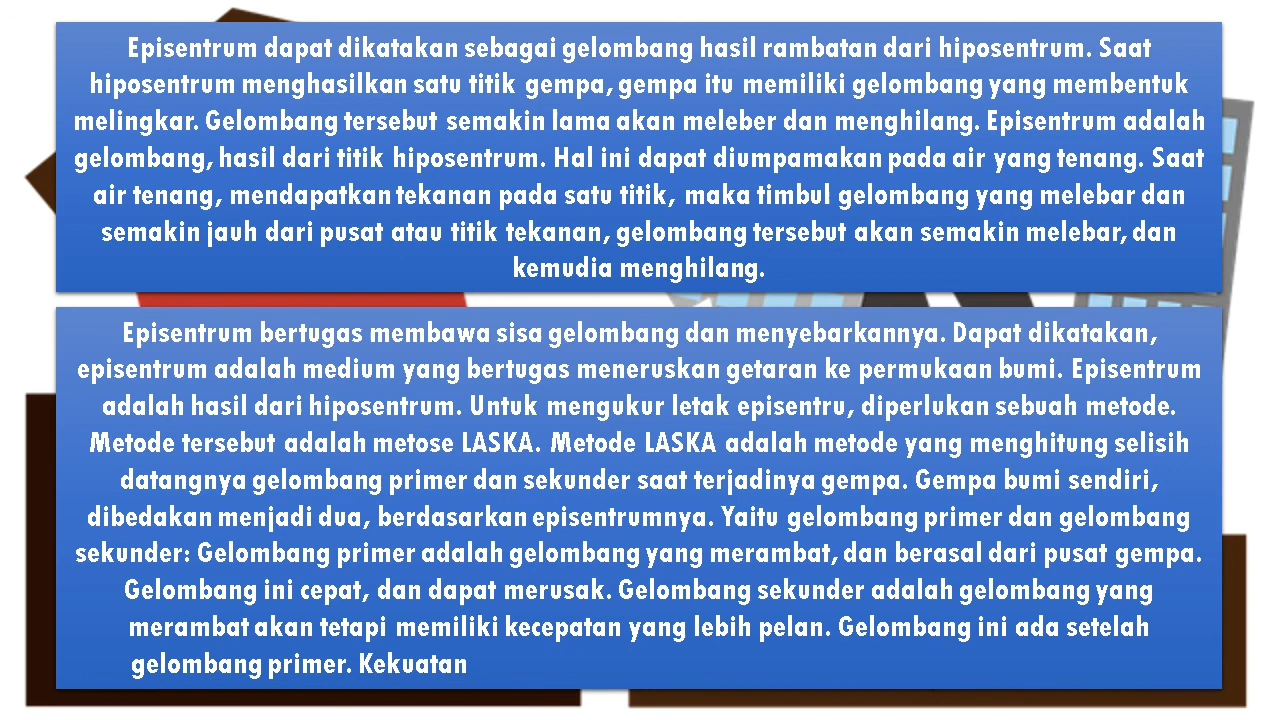 Episentrum dapat dikatakan sebagai gelombang hasil rambatan dari hiposentrum. Saat
hiposentrum menghasilkan satu titik gempa, gempa itu memiliki gelombang yang membentuk
melingkar. Gelombang tersebut semakin lama akan meleber dan menghilang. Episentrum adalah
gelombang, hasil dari titik hiposentrum. Hal ini dapat diumpamakan pada air yang tenang. Saat
air tenang, mendapatkan tekanan pada satu titik, maka timbul gelombang yang melebar dan
semakin jauh dari pusat atau titik tekanan, gelombang tersebut akan semakin melebar, dan
kemudia menghilang.
Episentrum bertugas membawa sisa gelombang dan menyebarkannya. Dapat dikatakan,
episentrum adalah medium yang bertugas meneruskan getaran ke permukaan bumi. Episentrum
adalah hasil dari hiposentrum. Untuk mengukur letak episentru, diperlukan sebuah metode.
Metode tersebut adalah metose LASKA. Metode LASKA adalah metode yang menghitung selisih
datangnya gelombang primer dan sekunder saat terjadinya gempa. Gempa bumi sendiri,
dibedakan menjadi dua, berdasarkan episentrumnya. Yaitu gelombang primer dan gelombang
sekunder: Gelombang primer adalah gelombang yang merambat, dan berasal dari pusat gempa.
Gelombang ini cepat, dan dapat merusak. Gelombang sekunder adalah gelombang yang
merambat akan tetapi memiliki kecepatan yang lebih pelan. Gelombang ini ada setelah
gelombang primer. Kekuatan